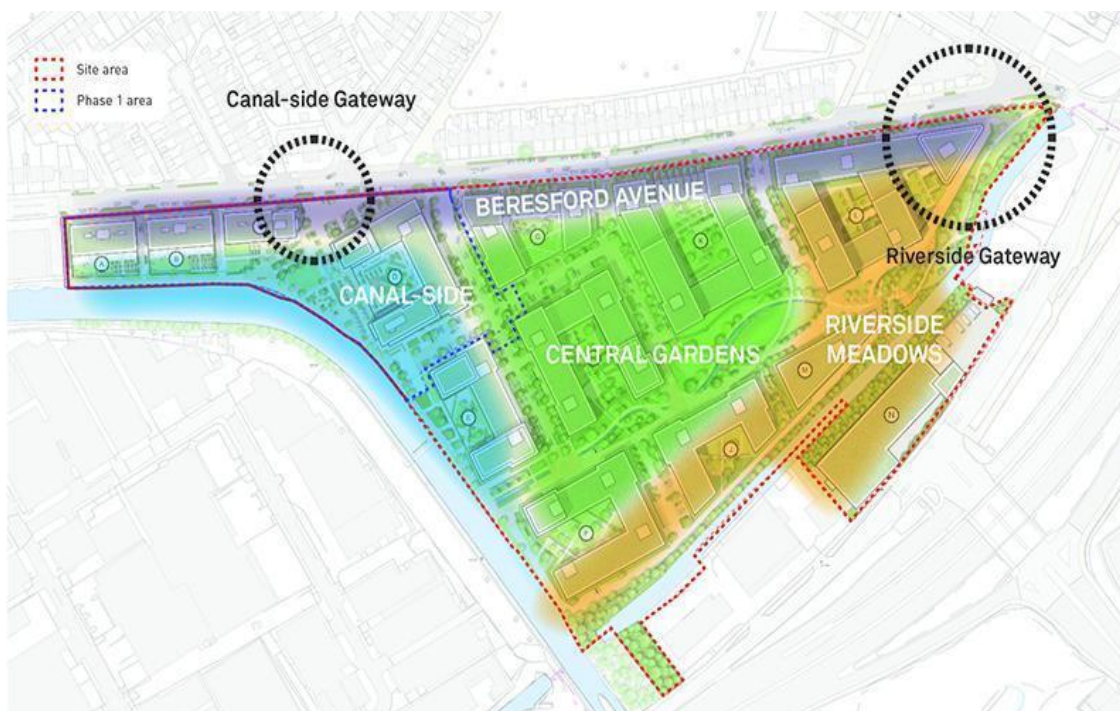 Site area
Phase 1 area
Canal-side Gateway
BERESFORD AVENUE
Riverside Gateway
CANAL-SIDE
CENTRAL GARDENS
RIVERSIDE
MEADOWS
A
B
N